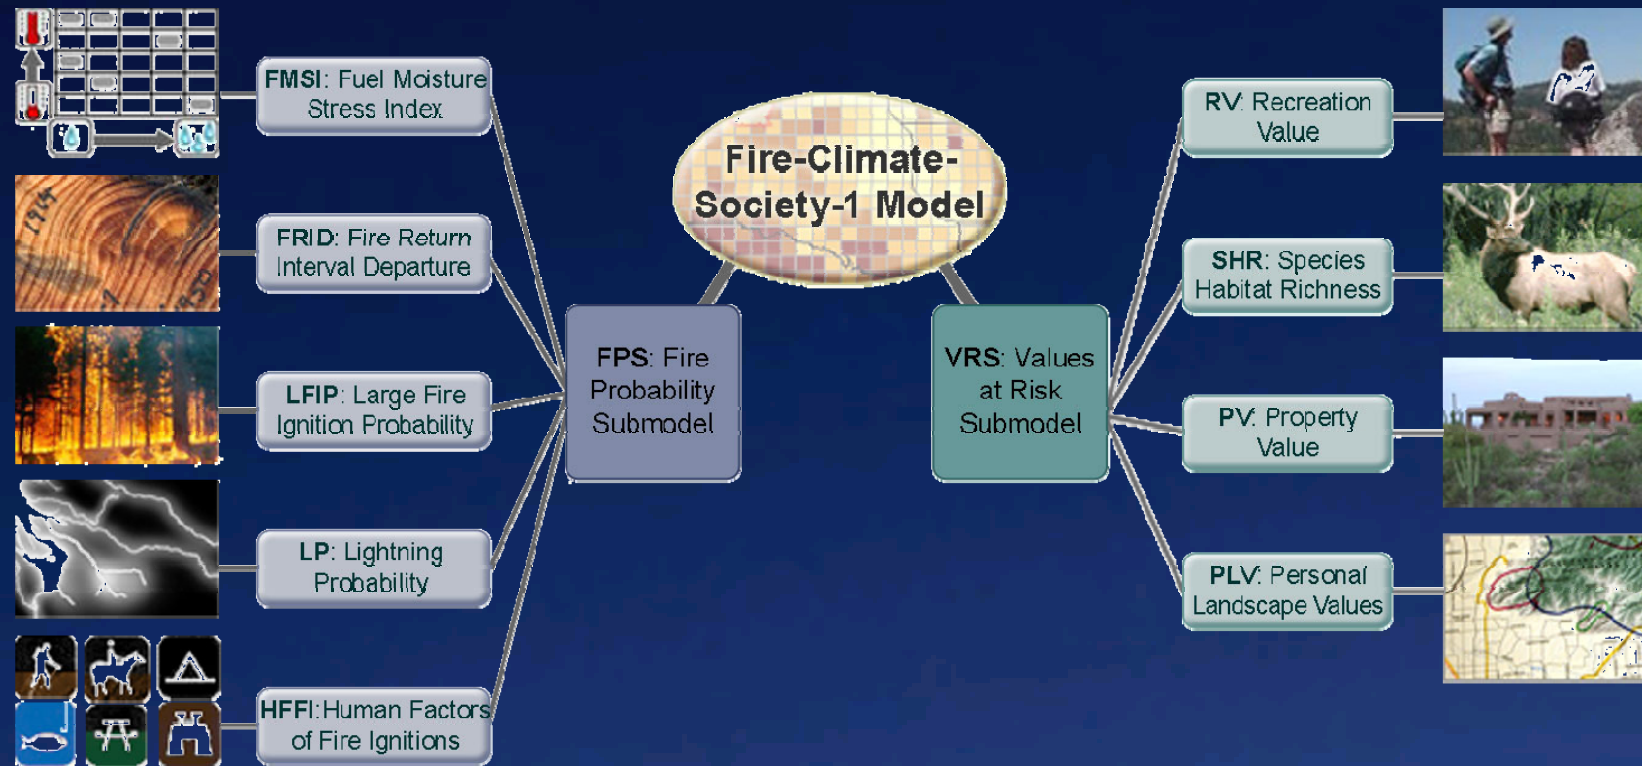 Fire-Climate-
Society-1 Model
FPS: Fire
Probability
Submodel
VRS: Values
at Risk
Submodel
FMSI: Fuel Moisture
Stress Index
FRID: Fire Return
Interval Departure
LFIP: Large Fire
Ignition Probability
LP: Lightning
Probability
HFFI:Human Factors
of Fire Ignitions
RV: Recreation
Value
SHR: Species
Habitat Richness
PV: Property
Value
PLV: Personal
Landscape Values